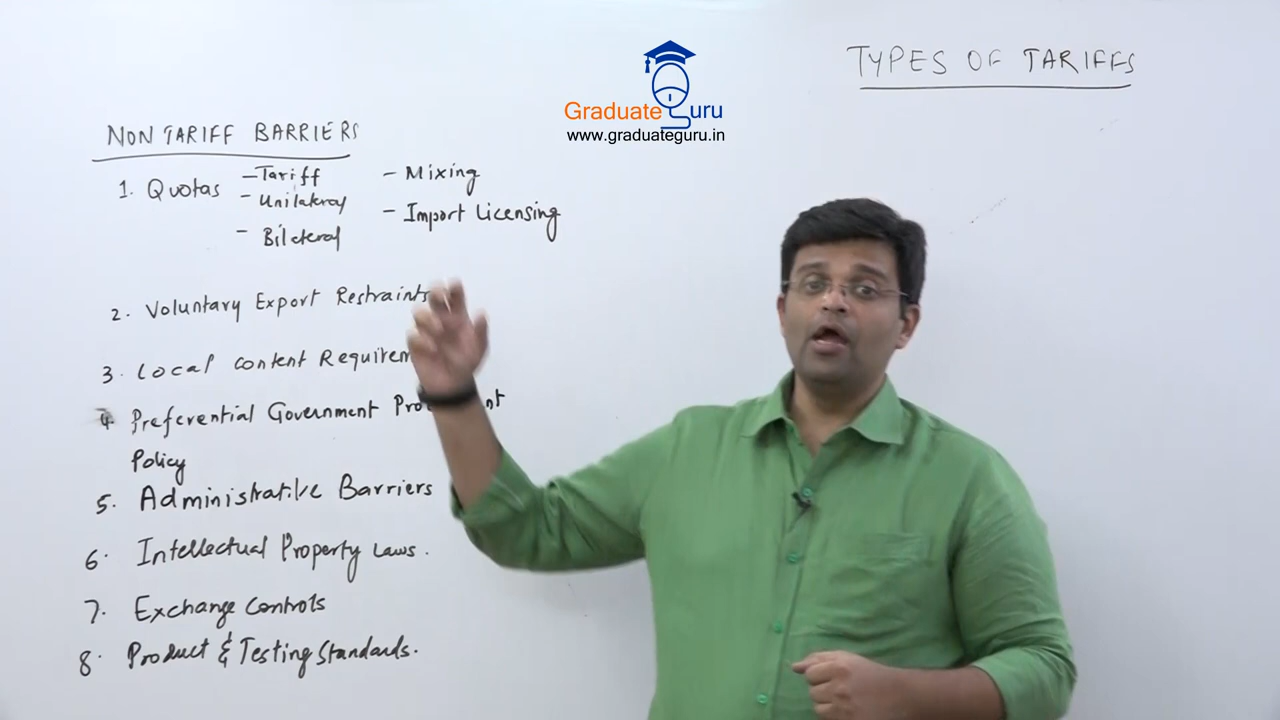 TYPES OF TARIFFS
Graduate Guru
www.graduateguru.in
NON TARIFF BARRIERS
1. Quotas – Tariff – Mixing
– Unilateral – Import Licensing
– Bilateral
2. Voluntary Export Restraints
3. Local Content
4. Preferential Government
Policy
5. Administrative Barriers
6. Intellectual Property Laws.
7. Exchange Controls
8. Product & Testing Standards.